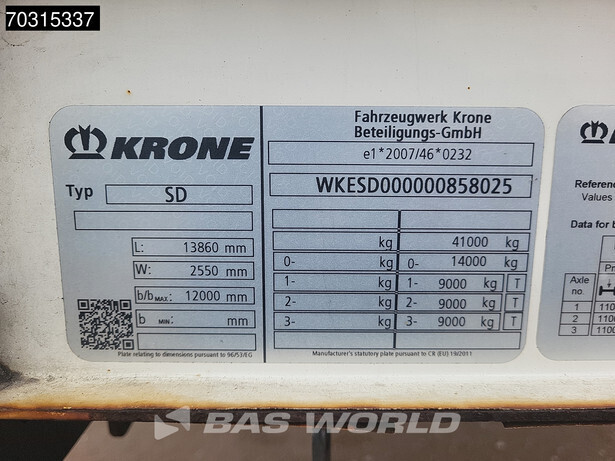 70315337
KRONE
Typ SD
L: 13860 mm
W: 2550 mm
b/b MAX: 12000 mm
b MIN: mm
Plate relating to dimensions pursuant to 96/53/EG
Fahrzeugwerk Krone
Beteiligungs-GmbH
e1*2007/46*0232
WKESD000000858025
kg 41000 kg
0- kg 0- 14000 kg
1- kg 1- 9000 kg T
2- kg 2- 9000 kg T
3- kg 3- 9000 kg T
Manufacturer's statutory plate pursuant to CR (EU) 19/2011
Reference
Values
Data for b
Axle
no.
1
2
3
BAS WORLD